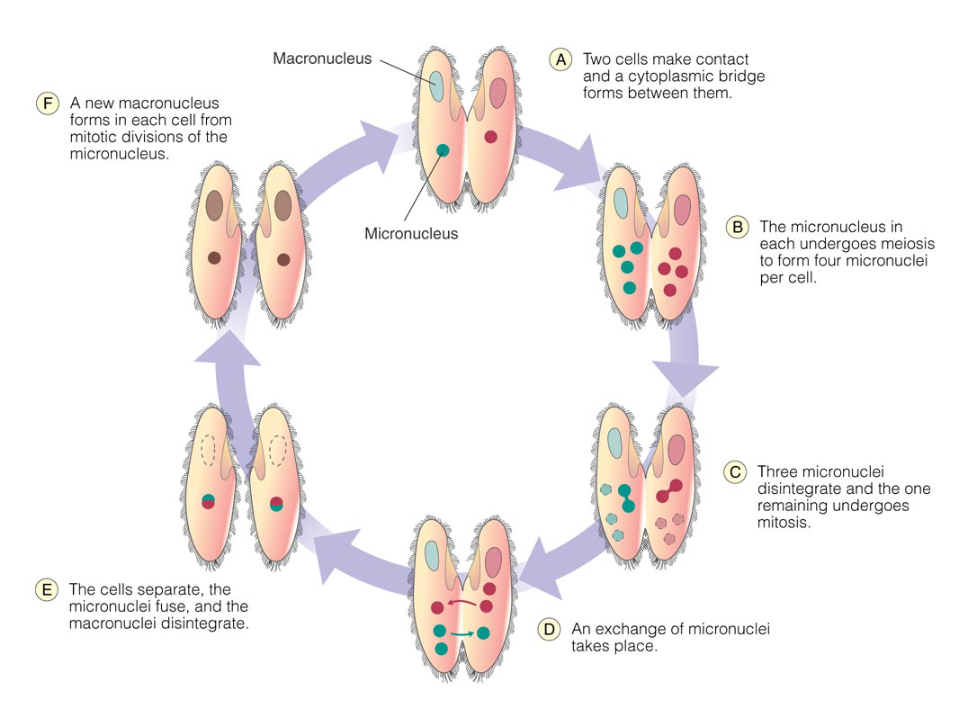 Macronucleus
Micronucleus
A
Two cells make contact
and a cytoplasmic bridge
forms between them.
B
The micronucleus in
each undergoes meiosis
to form four micronuclei
per cell.
C
Three micronuclei
disintegrate and the one
remaining undergoes
mitosis.
D
An exchange of micronuclei
takes place.
E
The cells separate, the
micronuclei fuse, and the
macronuclei disintegrate.
F
A new macronucleus
forms in each cell from
mitotic divisions of the
micronucleus.